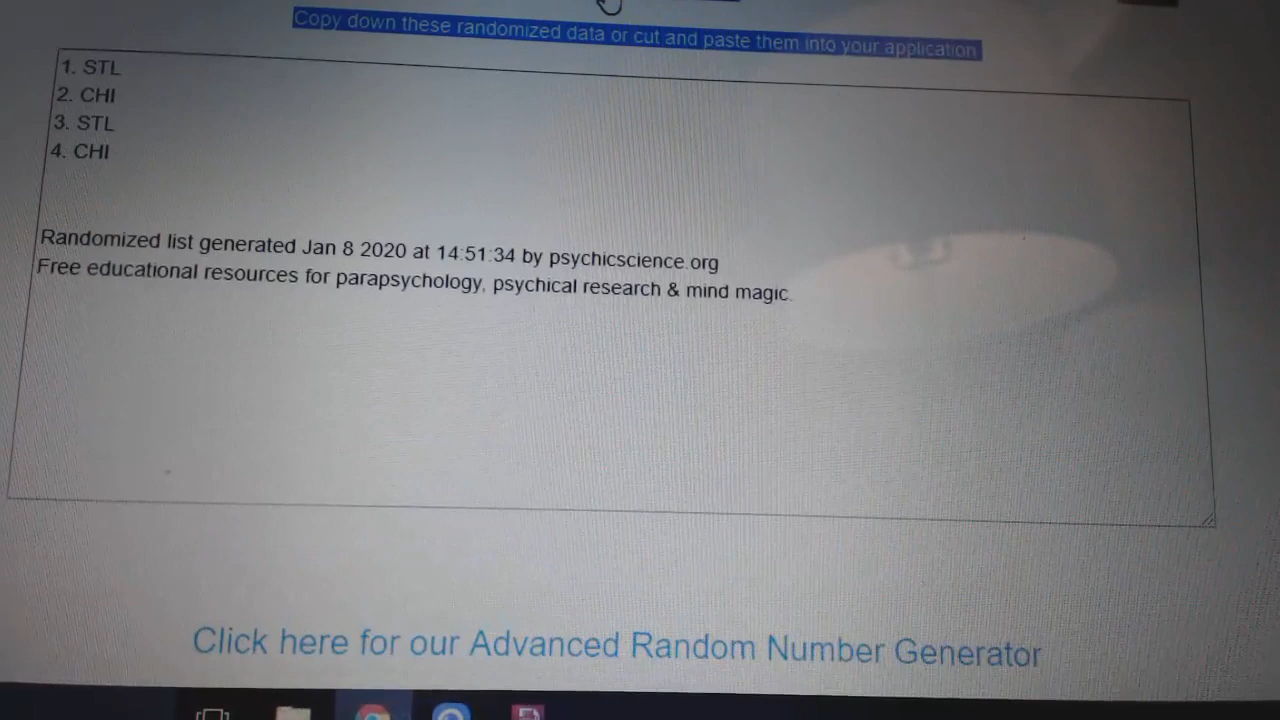 Copy down these randomized data or cut and paste them into your application.
1. STL
2. CHI
3. STL
4. CHI
Randomized list generated Jan 8 2020 at 14:51:34 by psychicscience.org
Free educational resources for parapsychology, psychical research & mind magic.
Click here for our Advanced Random Number Generator